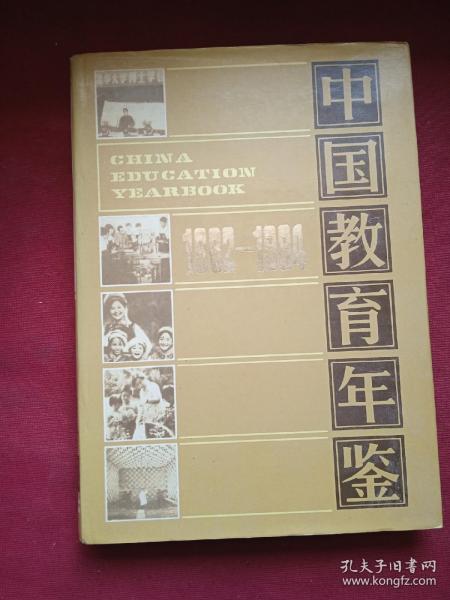 中国教育年鉴
CHINA
EDUCATION
YEARBOOK
1982-1984
孔夫子旧书网
www.kongfz.com